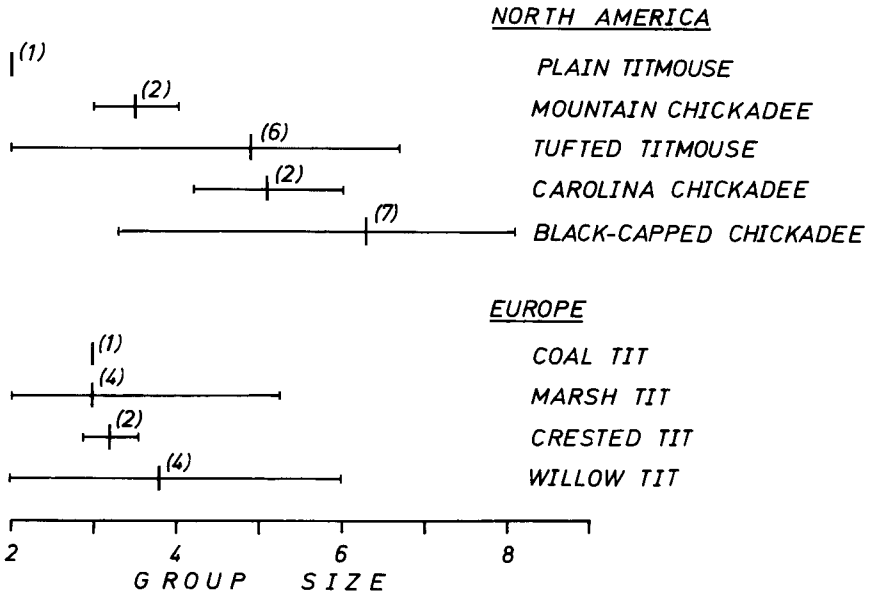 NORTH AMERICA
(1) PLAIN TITMOUSE
(2) MOUNTAIN CHICKADEE
(6) TUFTED TITMOUSE
(2) CAROLINA CHICKADEE
(7) BLACK-CAPPED CHICKADEE
EUROPE
(1) COAL TIT
(4) MARSH TIT
(2) CRESTED TIT
(4) WILLOW TIT
2 4 6 8
GROUP SIZE